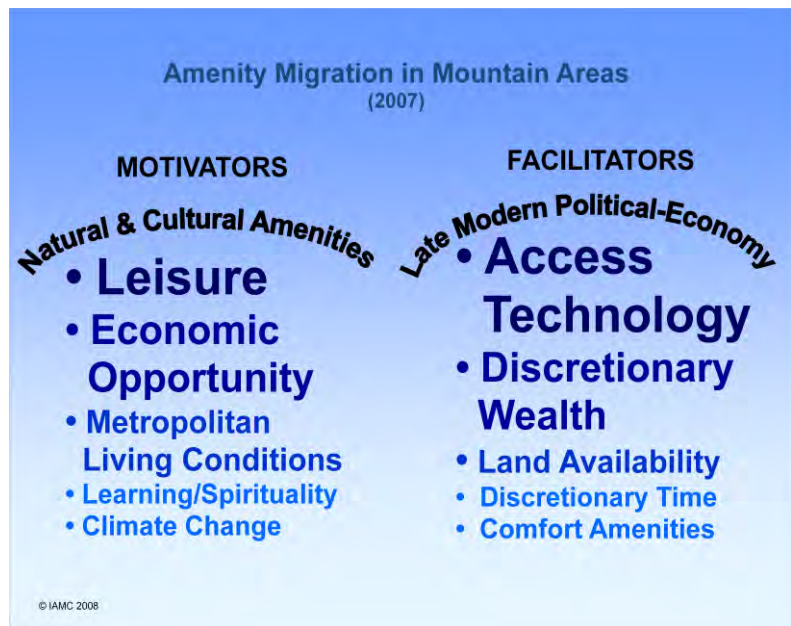 Amenity Migration in Mountain Areas
(2007)
MOTIVATORS
Natural & Cultural Amenities
• Leisure
• Economic
Opportunity
• Metropolitan
Living Conditions
• Learning/Spirituality
• Climate Change
FACILITATORS
Late Modern Political-Economy
• Access
Technology
• Discretionary
Wealth
• Land Availability
• Discretionary Time
• Comfort Amenities
© IAMC 2008